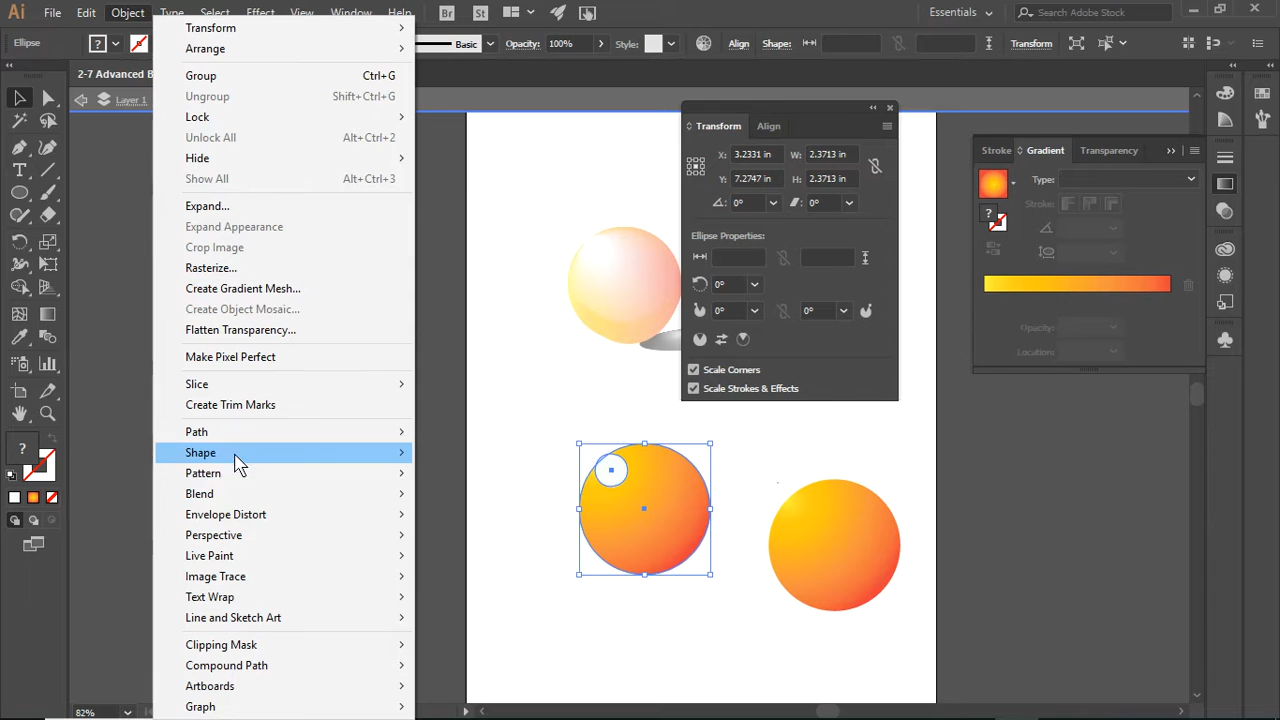 Ai File Edit Object Type Select Effect View Window Help Br St Essentials Search Adobe Stock
Ellipse ? Basic Opacity: 100% Style: Align Shape: Transform
2-7 Advanced B
Layer 1
Transform
Arrange
Group Ctrl+G
Ungroup Shift+Ctrl+G
Lock
Unlock All Alt+Ctrl+2
Hide
Show All Alt+Ctrl+3
Expand...
Expand Appearance
Crop Image
Rasterize...
Create Gradient Mesh...
Create Object Mosaic...
Flatten Transparency...
Make Pixel Perfect
Slice
Create Trim Marks
Path
Shape
Pattern
Blend
Envelope Distort
Perspective
Live Paint
Image Trace
Text Wrap
Line and Sketch Art
Clipping Mask
Compound Path
Artboards
Graph
?
82%
Transform Align
X: 3.2331 in W: 2.3713 in
Y: 7.2747 in H: 2.3713 in
0° 0°
Ellipse Properties:
0°
0° 0°
Scale Corners
Scale Strokes & Effects
Stroke Gradient Transparency
Type:
Stroke:
?
Opacity:
Location: